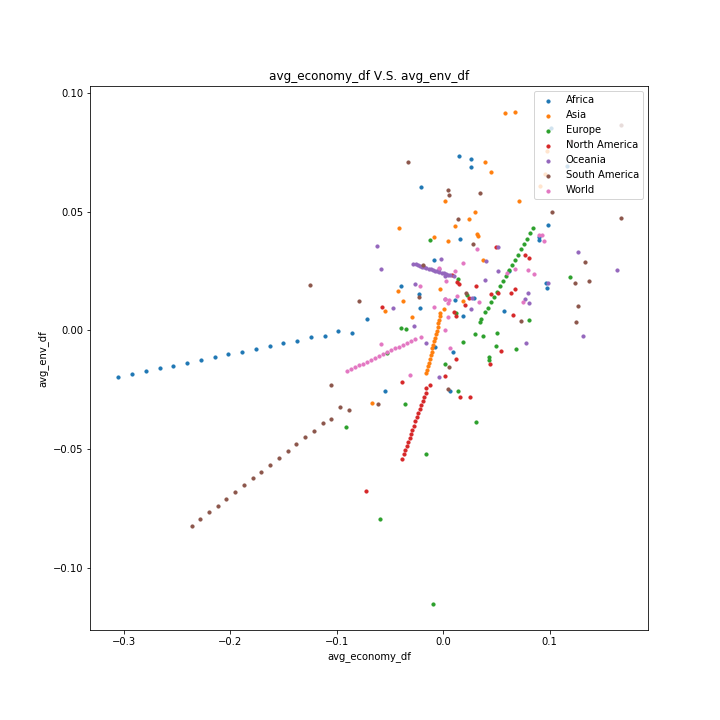 avg_economy_df V.S. avg_env_df
Africa
Asia
Europe
North America
Oceania
South America
World
0.10
0.05
0.00
−0.05
−0.10
avg_env_df
−0.3
−0.2
−0.1
0.0
0.1
avg_economy_df